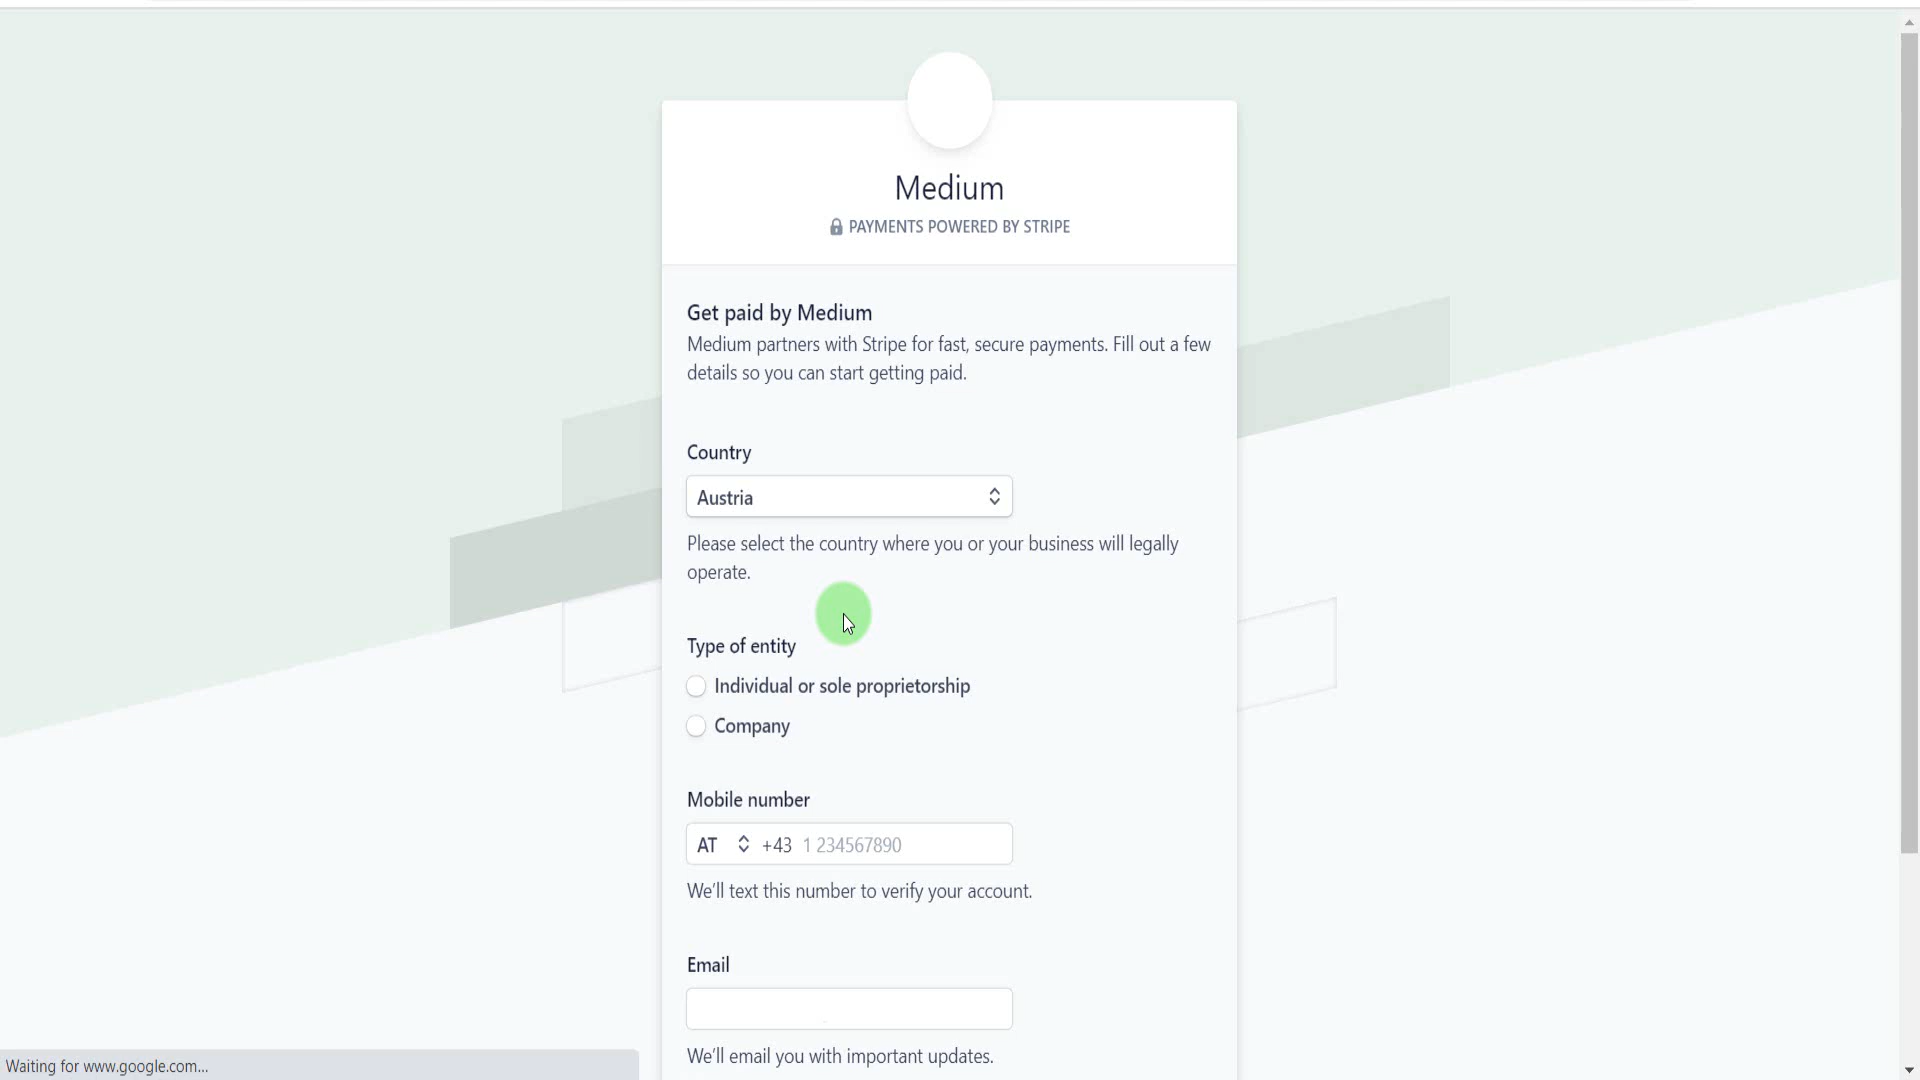 Medium
PAYMENTS POWERED BY STRIPE
Get paid by Medium
Medium partners with Stripe for fast, secure payments. Fill out a few
details so you can start getting paid.
Country
Austria
Please select the country where you or your business will legally
operate.
Type of entity
Individual or sole proprietorship
Company
Mobile number
AT +43 1 234567890
We'll text this number to verify your account.
Email
We'll email you with important updates.
Waiting for www.google.com...